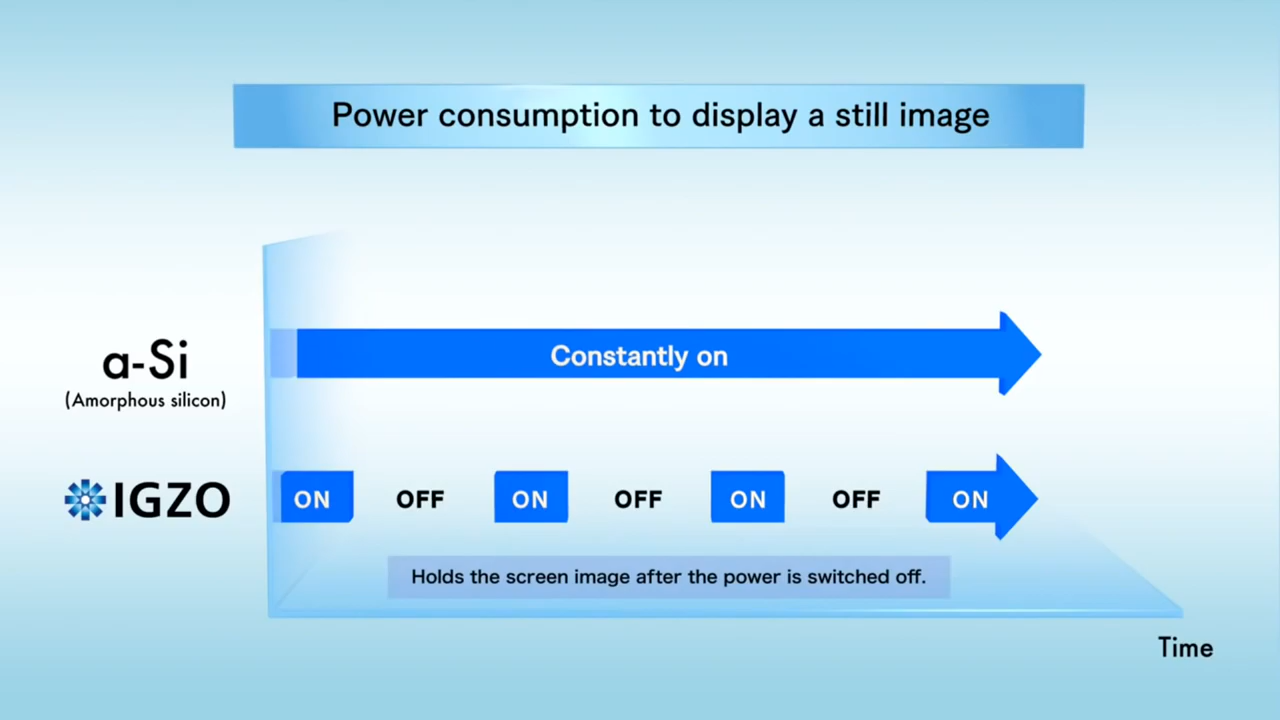 Power consumption to display a still image
a-Si
(Amorphous silicon)
Constantly on
IGZO
ON OFF ON OFF ON OFF ON
Holds the screen image after the power is switched off.
Time